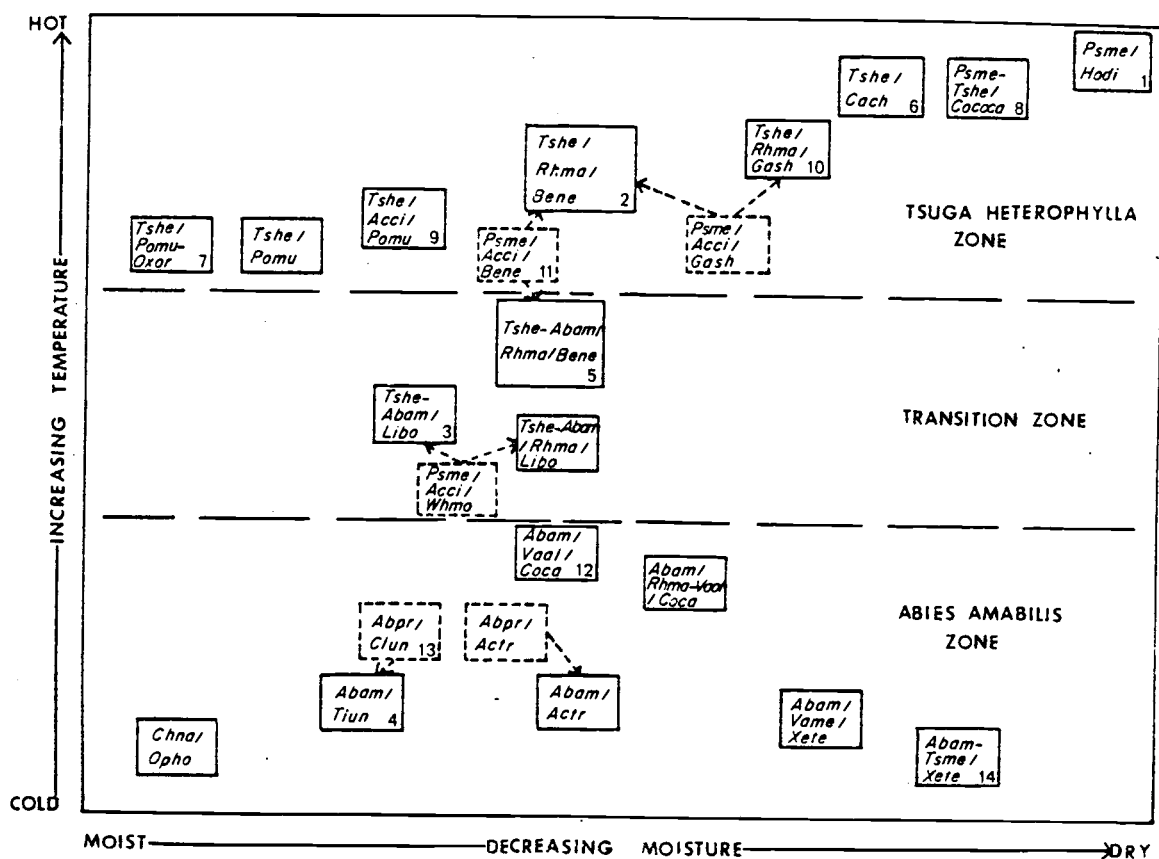 HOT
Psme/
Hodi 1
Tshe/
Cach 6
Psme-
Tshe/
Cococa 8
Tshe/
Rhma/
Gash 10
Tshe/
Rhma/
Bene 2
Tshe/
Acci/
Pomu 9
Tshe/
Pomu-
Oxor 7
Tshe/
Pomu
Psme/
Acci/
Bene 11
Psme/
Acci/
Gash
TSUGA HETEROPHYLLA
ZONE
Tshe-Abam/
Rhma/Bene
5
Tshe-
Abam/
Libo 3
Tshe-Abam
/Rhma/
Libo
Psme/
Acci/
Whmo
TRANSITION ZONE
Abam/
Vaal/
Coca 12
Abam/
Rhma-Vaal
/Coca
Abpr/
Clun 13
Abpr/
Actr
ABIES AMABILIS
ZONE
Abam/
Tiun 4
Abam/
Actr
Abam/
Vame/
Xete
Chna/
Opho
Abam-
Tsme/
Xete 14
INCREASING TEMPERATURE
COLD
MOIST DECREASING MOISTURE DRY